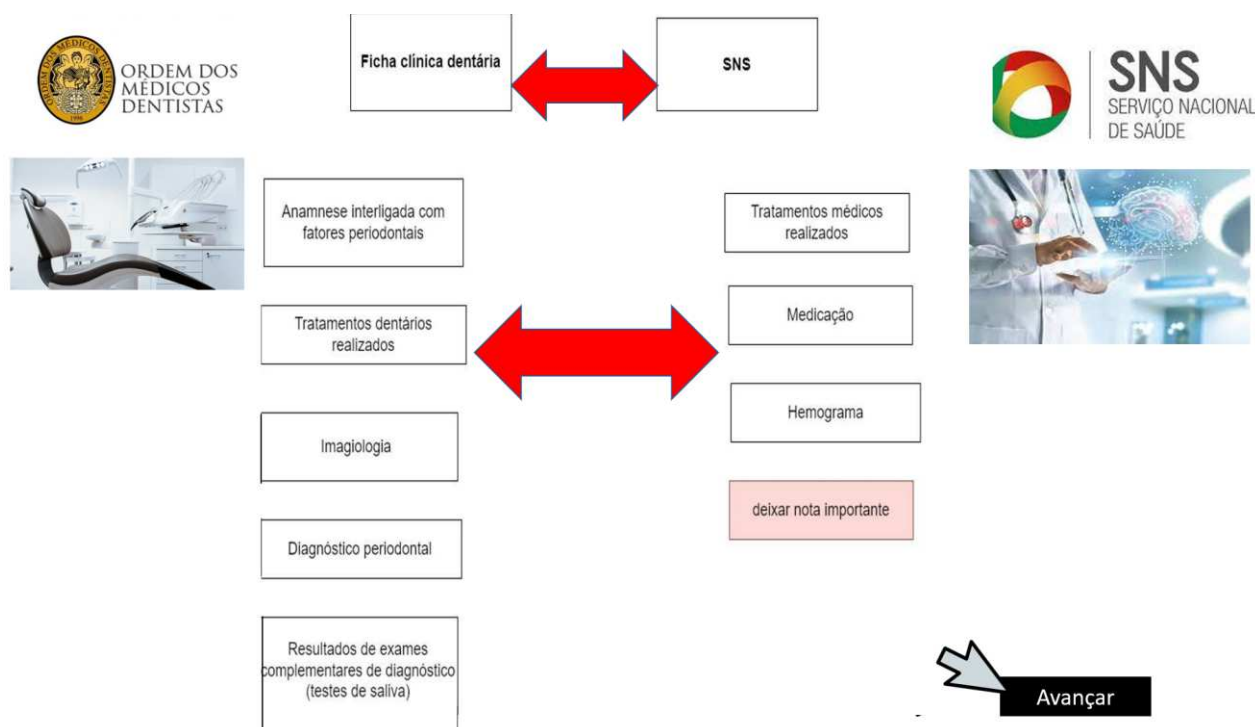 ORDEM DOS
MÉDICOS
DENTISTAS
Ficha clínica dentária
SNS
SNS
SERVIÇO NACIONAL
DE SAÚDE
Anamnese interligada com
fatores periodontais
Tratamentos dentários
realizados
Imagiologia
Diagnóstico periodontal
Resultados de exames
complementares de diagnóstico
(testes de saliva)
Tratamentos médicos
realizados
Medicação
Hemograma
deixar nota importante
Avançar